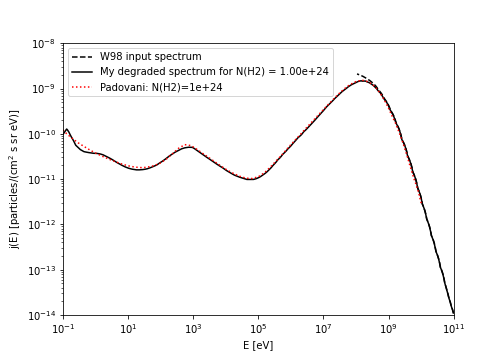 10⁻⁸
10⁻⁹
10⁻¹⁰
10⁻¹¹
10⁻¹²
10⁻¹³
10⁻¹⁴
j(E) [particles/(cm² s sr eV)]
W98 input spectrum
My degraded spectrum for N(H2) = 1.00e+24
Padovani: N(H2)=1e+24
10⁻¹ 10¹ 10³ 10⁵ 10⁷ 10⁹ 10¹¹
E [eV]